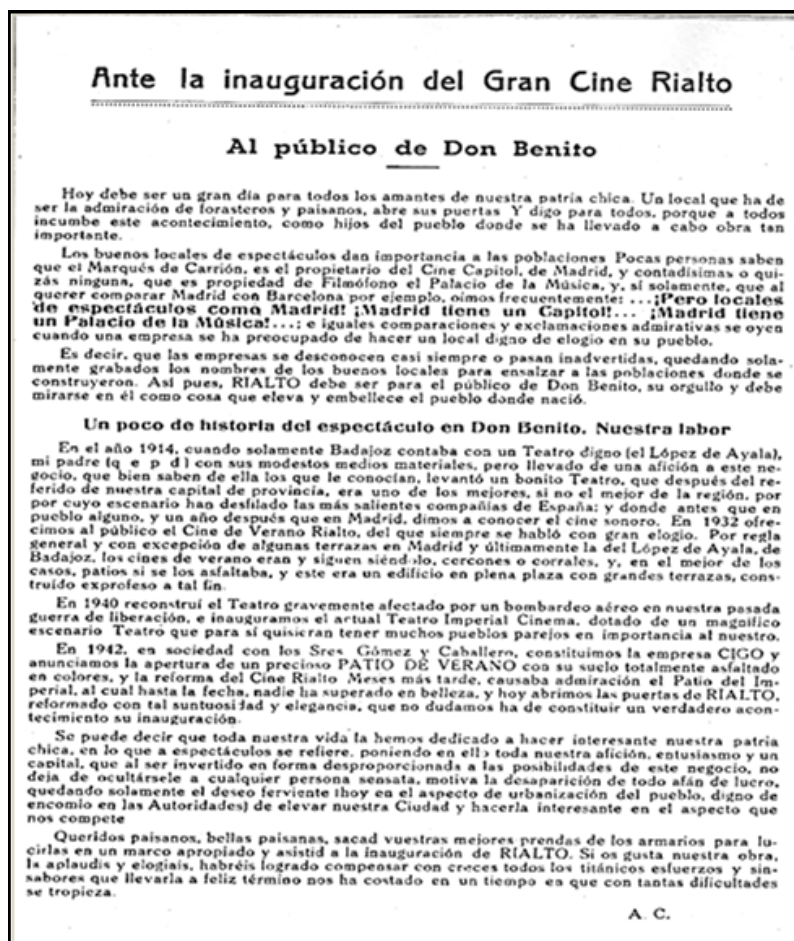 Ante la inauguración del Gran Cine Rialto
Al público de Don Benito
Hoy debe ser un gran día para todos los amantes de nuestra patria chica. Un local que ha de
ser la admiración de forasteros y paisanos, abre sus puertas Y digo para todos, porque a todos
incumbe este acontecimiento, como hijos del pueblo donde se ha llevado a cabo obra tan
importante.
Los buenos locales de espectáculos dan importancia a las poblaciones Pocas personas saben
que el Marqués de Carrión, es el propietario del Cine Capitol, de Madrid, y contadísimas o qui-
zás ninguna, que es propiedad de Filmófono el Palacio de la Música, y, sí solamente, que al
querer comparar Madrid con Barcelona por ejemplo, oímos frecuentemente: ...¡Pero locales
de espectáculos como Madrid! ¡Madrid tiene un Capitol!... ¡Madrid tiene
un Palacio de la Música!...; e iguales comparaciones y exclamaciones admirativas se oyen
cuando una empresa se ha preocupado de hacer un local digno de elogio en su pueblo.
Es decir, que las empresas se desconocen casi siempre o pasan inadvertidas, quedando sola-
mente grabados los nombres de los buenos locales para ensalzar a las poblaciones donde se
construyeron. Así pues, RIALTO debe ser para el público de Don Benito, su orgullo y debe
mirarse en él como cosa que eleva y embellece el pueblo donde nació.
Un poco de historia del espectáculo en Don Benito. Nuestra labor
En el año 1914, cuando solamente Badajoz contaba con un Teatro digno (el López de Ayala),
mi padre (q e p d) con sus modestos medios materiales, pero llevado de una afición a este ne-
gocio, que bien saben de ella los que le conocían, levantó un bonito Teatro, que después del re-
ferido de nuestra capital de provincia, era uno de los mejores, si no el mejor de la región, por
por cuyo escenario han desfilado las más salientes compañías de España; y donde antes que en
pueblo alguno, y un año después que en Madrid, dimos a conocer el cine sonoro. En 1932 ofre-
cimos al público el Cine de Verano Rialto, del que siempre se habló con gran elogio. Por regla
general y con excepción de algunas terrazas en Madrid y últimamente la del López de Ayala, de
Badajoz, los cines de verano eran y siguen siéndolo, cercones o corrales, y, en el mejor de los
casos, patios si se los asfaltaba, y este era un edificio en plena plaza con grandes terrazas, cons-
truído exprofeso a tal fin.
En 1940 reconstruí el Teatro gravemente afectado por un bombardeo aéreo en nuestra pasada
guerra de liberación, e inauguramos el actual Teatro Imperial Cinema, dotado de un magnífico
escenario Teatro que para sí quisieran tener muchos pueblos parejos en importancia al nuestro.
En 1942, en sociedad con los Sres Gómez y Caballero, constituimos la empresa CIGO y
anunciamos la apertura de un precioso PATIO DE VERANO con su suelo totalmente asfaltado
en colores, y la reforma del Cine Rialto Meses más tarde, causaba admiración el Patio del Im-
perial, al cual hasta la fecha, nadie ha superado en belleza, y hoy abrimos las puertas de RIALTO,
reformado con tal suntuosidad y elegancia, que no dudamos ha de constituir un verdadero acon-
tecimiento su inauguración.
Se puede decir que toda nuestra vida la hemos dedicado a hacer interesante nuestra patria
chica, en lo que a espectáculos se refiere, poniendo en ello toda nuestra afición, entusiasmo y un
capital, que al ser invertido en forma desproporcionada a las posibilidades de este negocio, no
deja de ocultársele a cualquier persona sensata, motiva la desaparición de todo afán de lucro,
quedando solamente el deseo ferviente (hoy en el aspecto de urbanización del pueblo, digno de
encomio en las Autoridades) de elevar nuestra Ciudad y hacerla interesante en el aspecto que
nos compete
Queridos paisanos, bellas paisanas, sacad vuestras mejores prendas de los armarios para lu-
cirlas en un marco apropiado y asistid a la inauguración de RIALTO. Si os gusta nuestra obra,
la aplaudís y elogiais, habréis logrado compensar con creces todos los titánicos esfuerzos y sin-
sabores que llevarla a feliz término nos ha costado en un tiempo en que con tantas dificultades
se tropieza.
A. C.